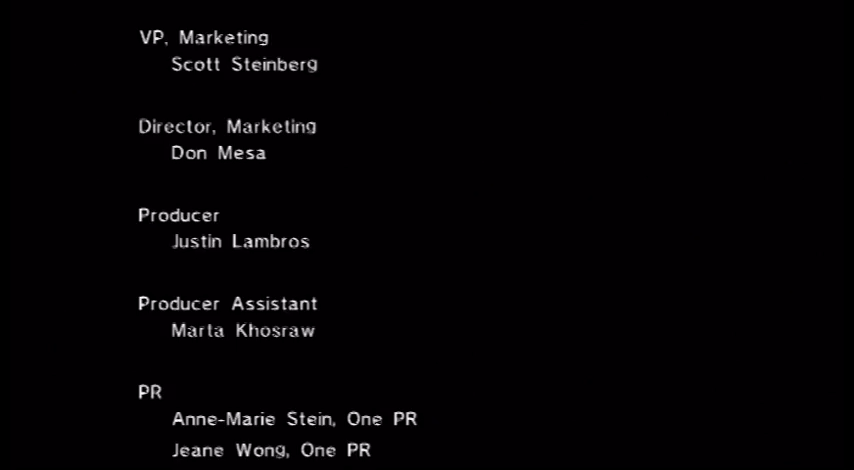 VP, Marketing
Scott Steinberg
Director, Marketing
Don Mesa
Producer
Justin Lambros
Producer Assistant
Marta Khosraw
PR
Anne-Marie Stein, One PR
Jeane Wong, One PR